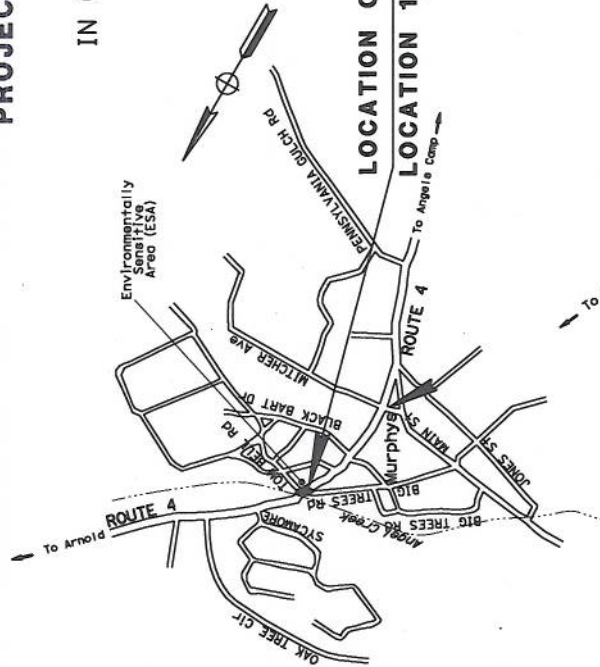 PROJEC
IN
LOCATION
LOCATION 1
PENNSYLVANIA GULCH Rd
To Angels Camp
Environmentally
Sensitive
Area (ESA)
ROUTE 4
To
MITCHER Ave
BLACK BART Dr
Murphys
MAIN ST
JONES ST
Rd
BIG TREES Rd
BIG TREES Rd
Angel Creek
ROUTE 4
To Arnold
SYCAMORE
OAK TREE Cir